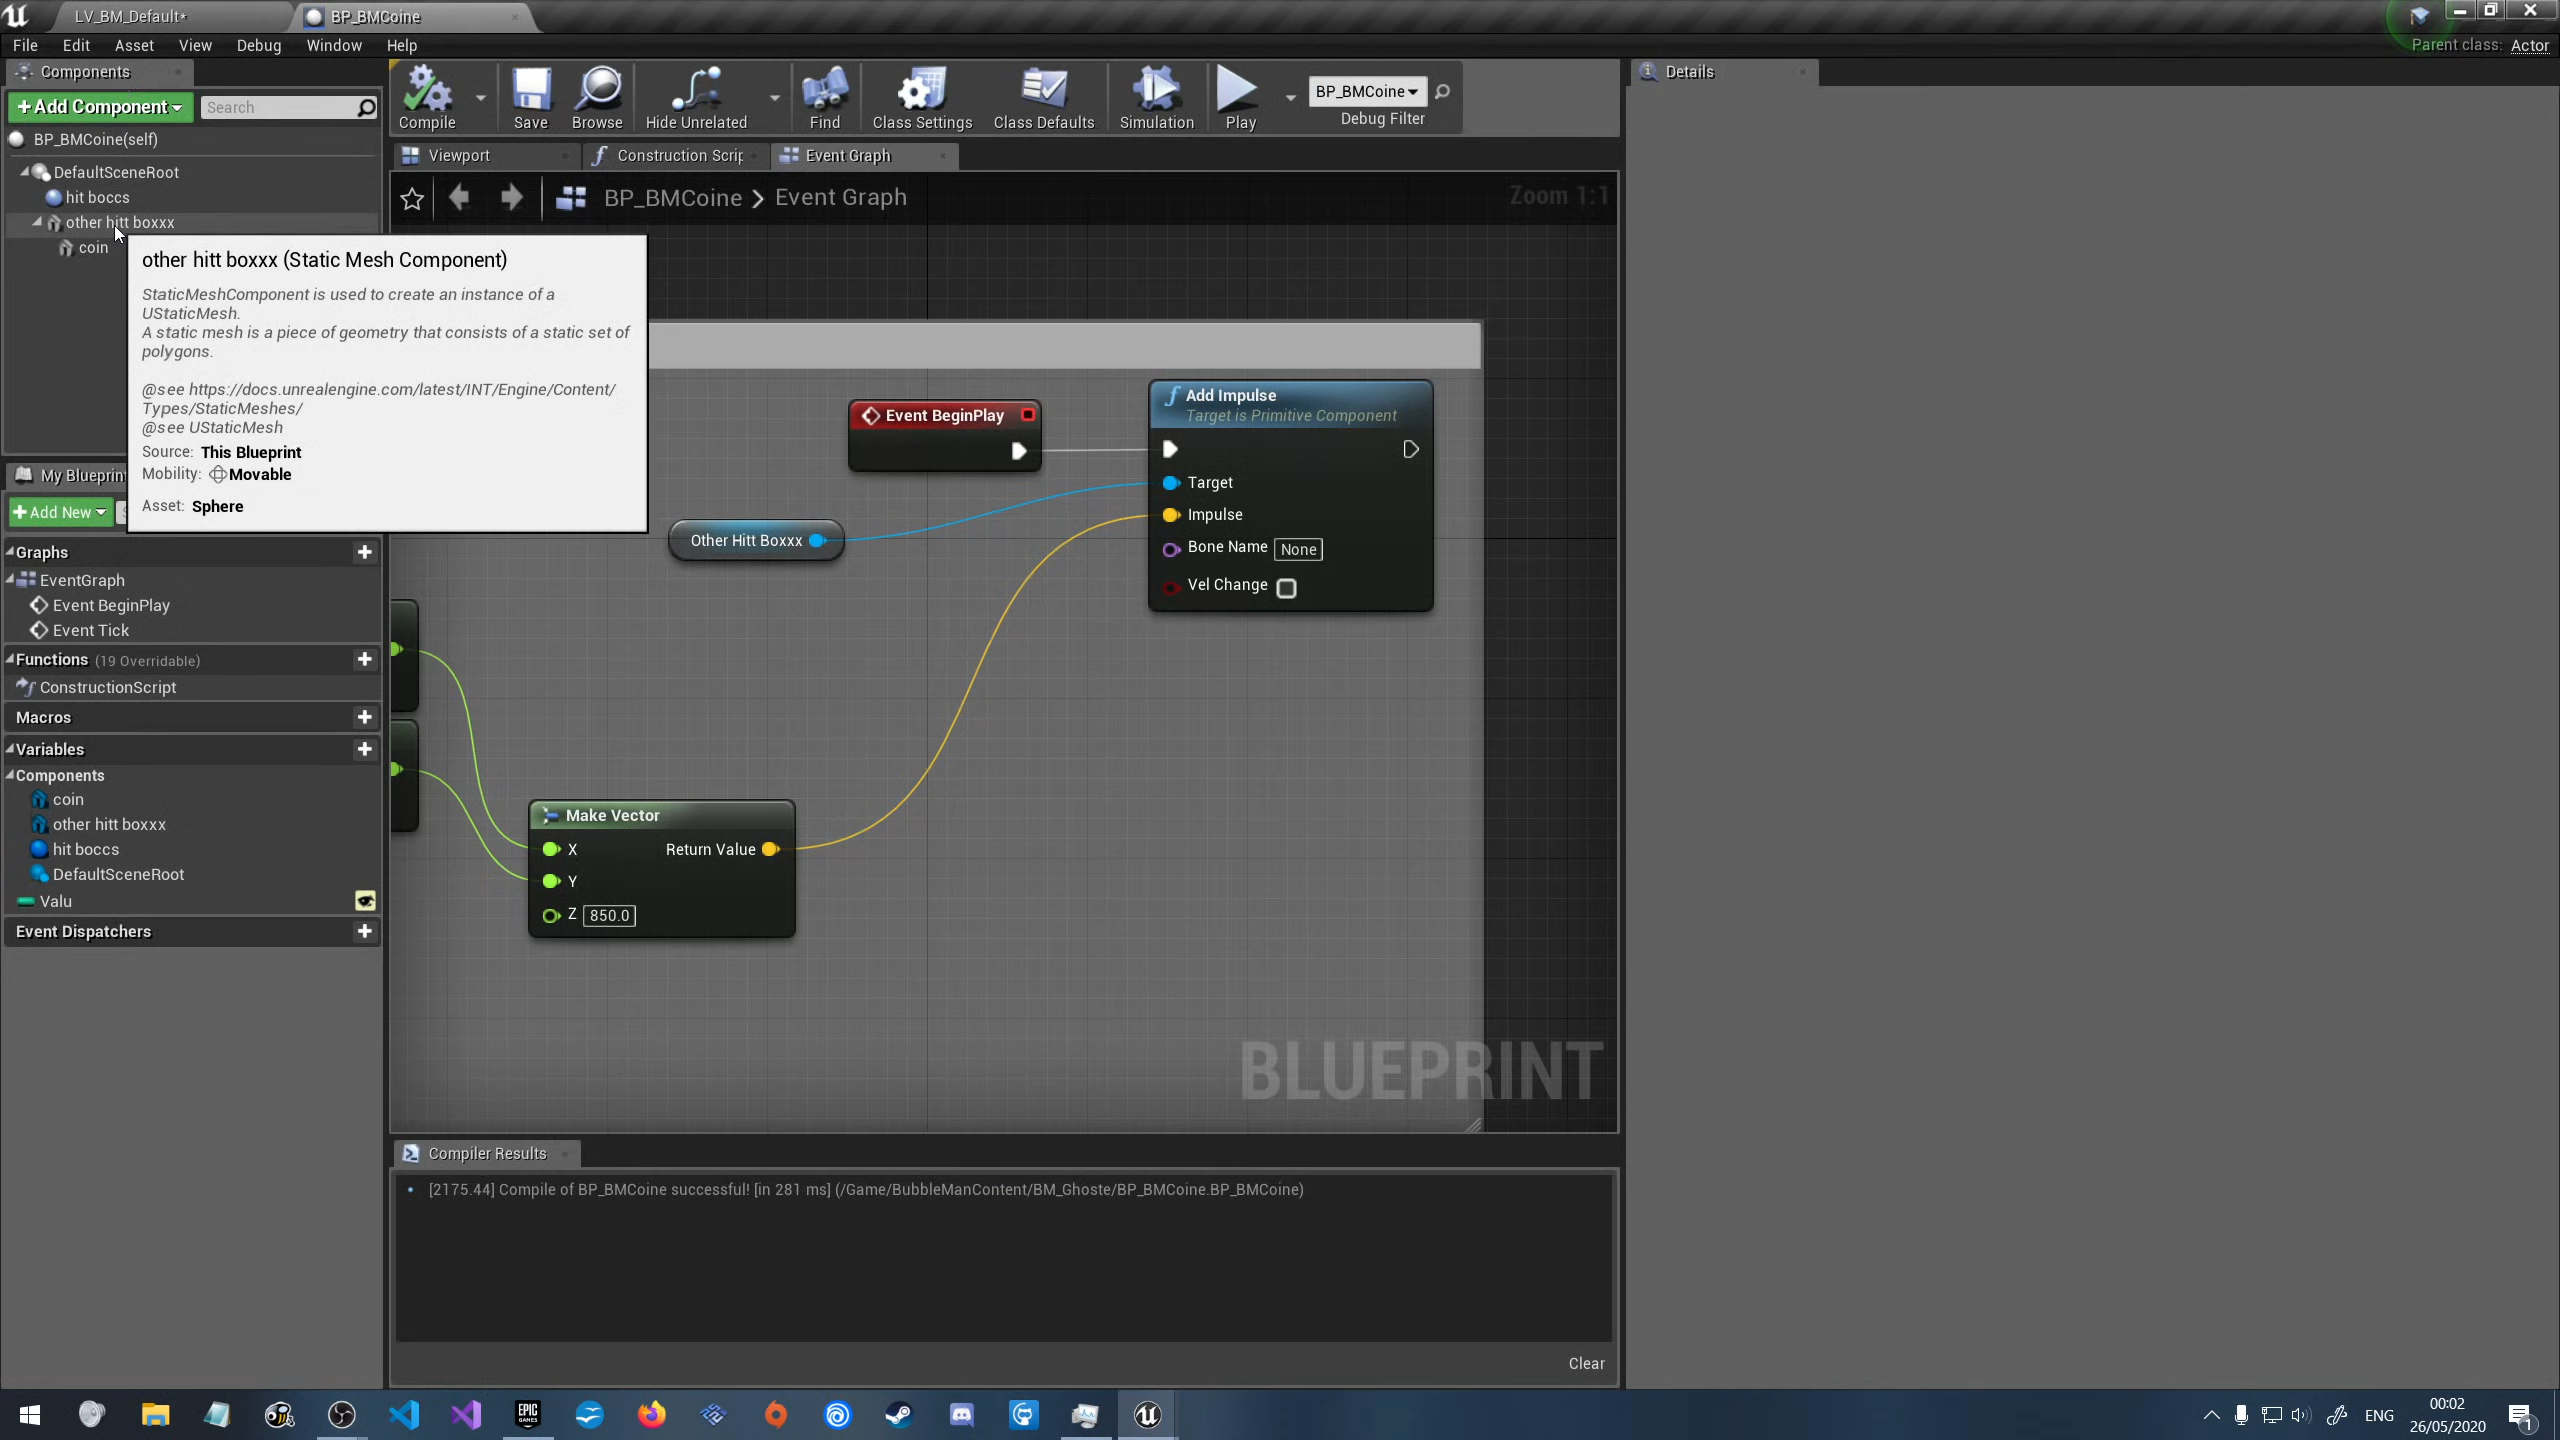 LV_BM_Default*
BP_BMCoine
File Edit Asset View Debug Window Help
Parent class: Actor
Components
Details
Add Component
Search
Compile
Save
Browse
Hide Unrelated
Find
Class Settings
Class Defaults
Simulation
Play
BP_BMCoine
Debug Filter
BP_BMCoine(self)
DefaultSceneRoot
hit boccs
other hitt boxxx
coin
Viewport
Construction Scrip
Event Graph
BP_BMCoine > Event Graph
Zoom 1:1
other hitt boxxx (Static Mesh Component)
StaticMeshComponent is used to create an instance of a
UStaticMesh.
A static mesh is a piece of geometry that consists of a static set of
polygons.
@see https://docs.unrealengine.com/latest/INT/Engine/Content/
Types/StaticMeshes/
@see UStaticMesh
Source: This Blueprint
Mobility: Movable
Asset: Sphere
My Blueprin
Add New
Graphs
EventGraph
Event BeginPlay
Event Tick
Functions (19 Overridable)
ConstructionScript
Macros
Variables
Components
coin
other hitt boxxx
hit boccs
DefaultSceneRoot
Valu
Event Dispatchers
Event BeginPlay
Add Impulse
Target is Primitive Component
Target
Impulse
Bone Name None
Vel Change
Other Hitt Boxxx
Make Vector
X Return Value
Y
Z 850.0
BLUEPRINT
Compiler Results
[2175.44] Compile of BP_BMCoine successful! [in 281 ms] (/Game/BubbleManContent/BM_Ghoste/BP_BMCoine.BP_BMCoine)
Clear
EPIC
GAMES
ENG
00:02
26/05/2020
1